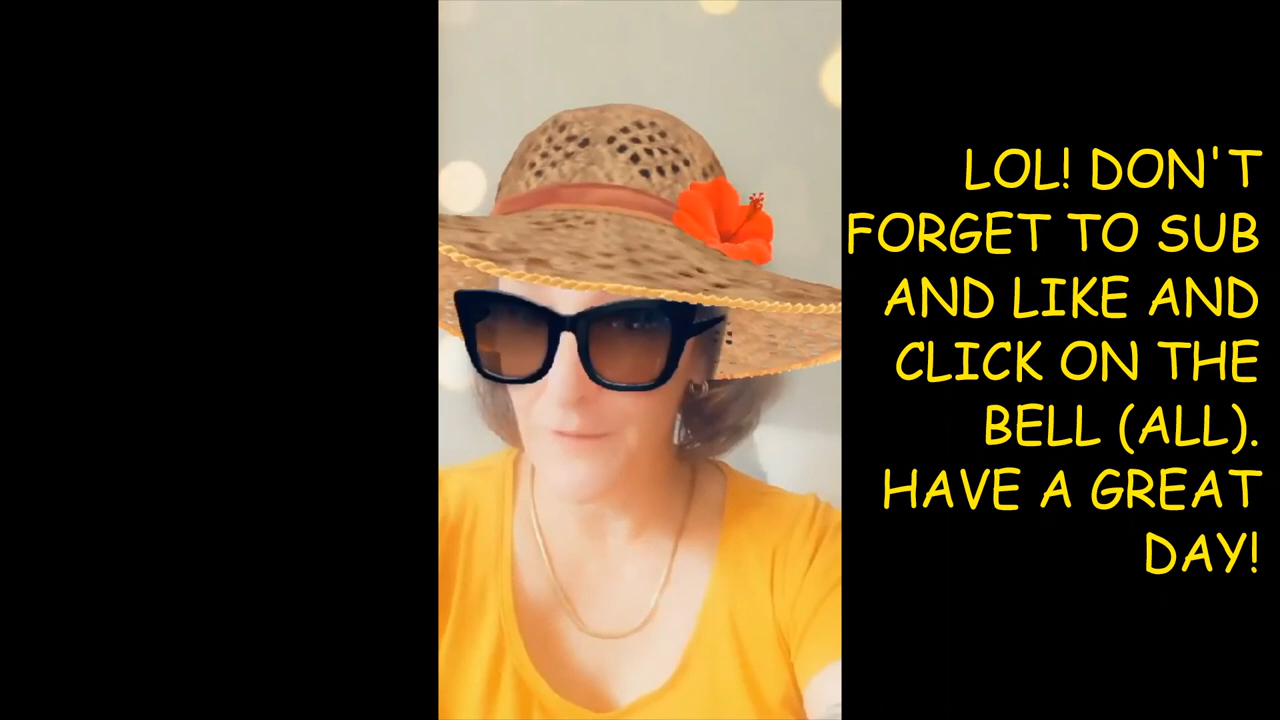 LOL! DON'T
FORGET TO SUB
AND LIKE AND
CLICK ON THE
BELL (ALL).
HAVE A GREAT
DAY!